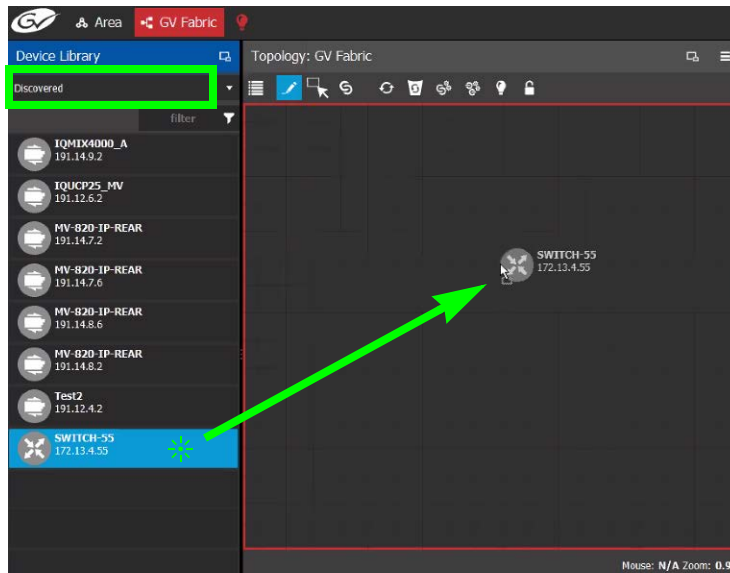 GV Area GV Fabric
Device Library
Topology: GV Fabric
Discovered
filter
IQMIX4000_A
191.14.9.2
IQUCP25_MV
191.12.6.2
MV-820-IP-REAR
191.14.7.2
MV-820-IP-REAR
191.14.7.6
MV-820-IP-REAR
191.14.8.6
MV-820-IP-REAR
191.14.8.2
Test2
191.12.4.2
SWITCH-55
172.13.4.55
SWITCH-55
172.13.4.55
Mouse: N/A Zoom: 0.9